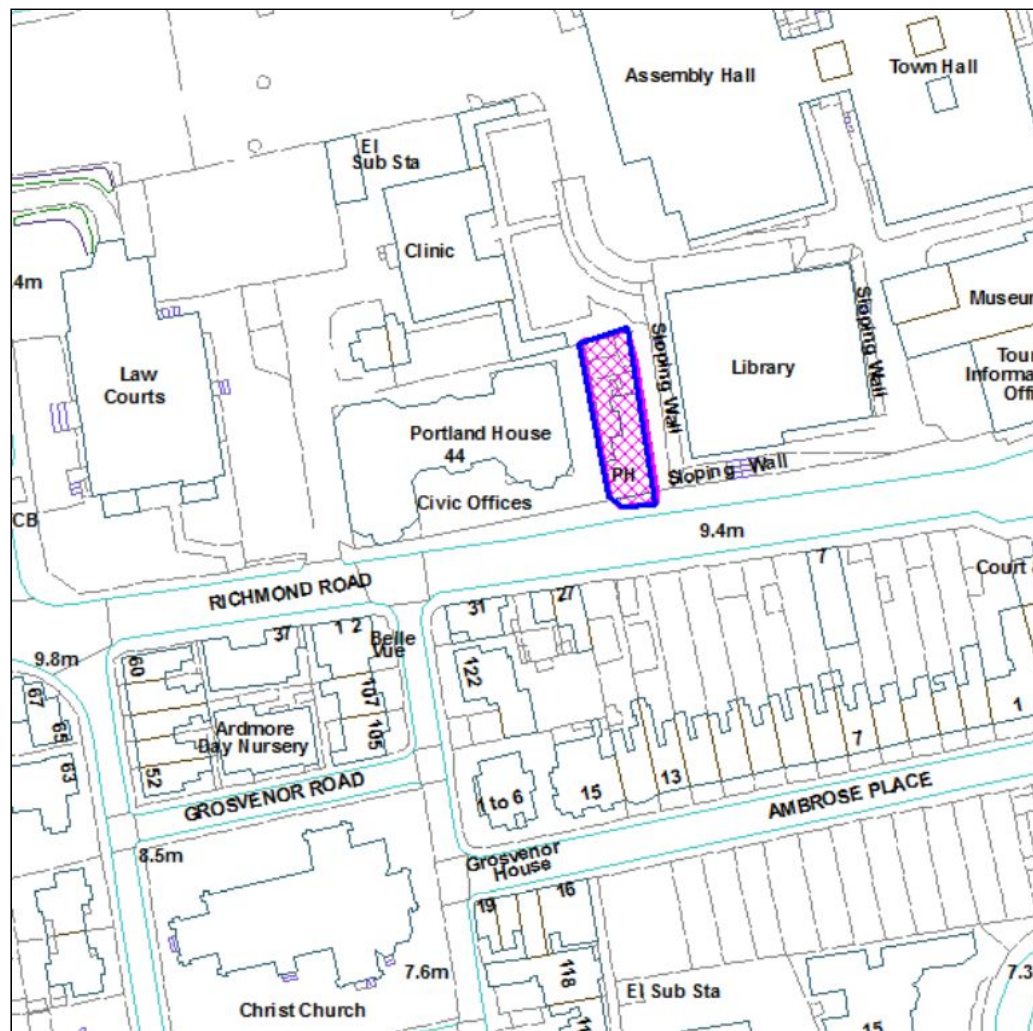 Assembly Hall
Town Hall
El
Sub Sta
Clinic
4m
Sloping Wall
Sloping Wall
Museum
Law
Courts
Library
Tour
Informa
Offi
Portland House
44
PH
Sloping Wall
Civic Offices
CB
9.4m
RICHMOND ROAD
7
Court
31
27
37
1 2
Belle
Vue
9.8m
60
122
67
107
65
Ardmore
Day Nursery
105
63
52
1
7
13
15
1 to 6
GROSVENOR ROAD
AMBROSE PLACE
8.5m
Grosvenor
House
16
19
7.6m
118
El Sub Sta
7.3
Christ Church
11
15